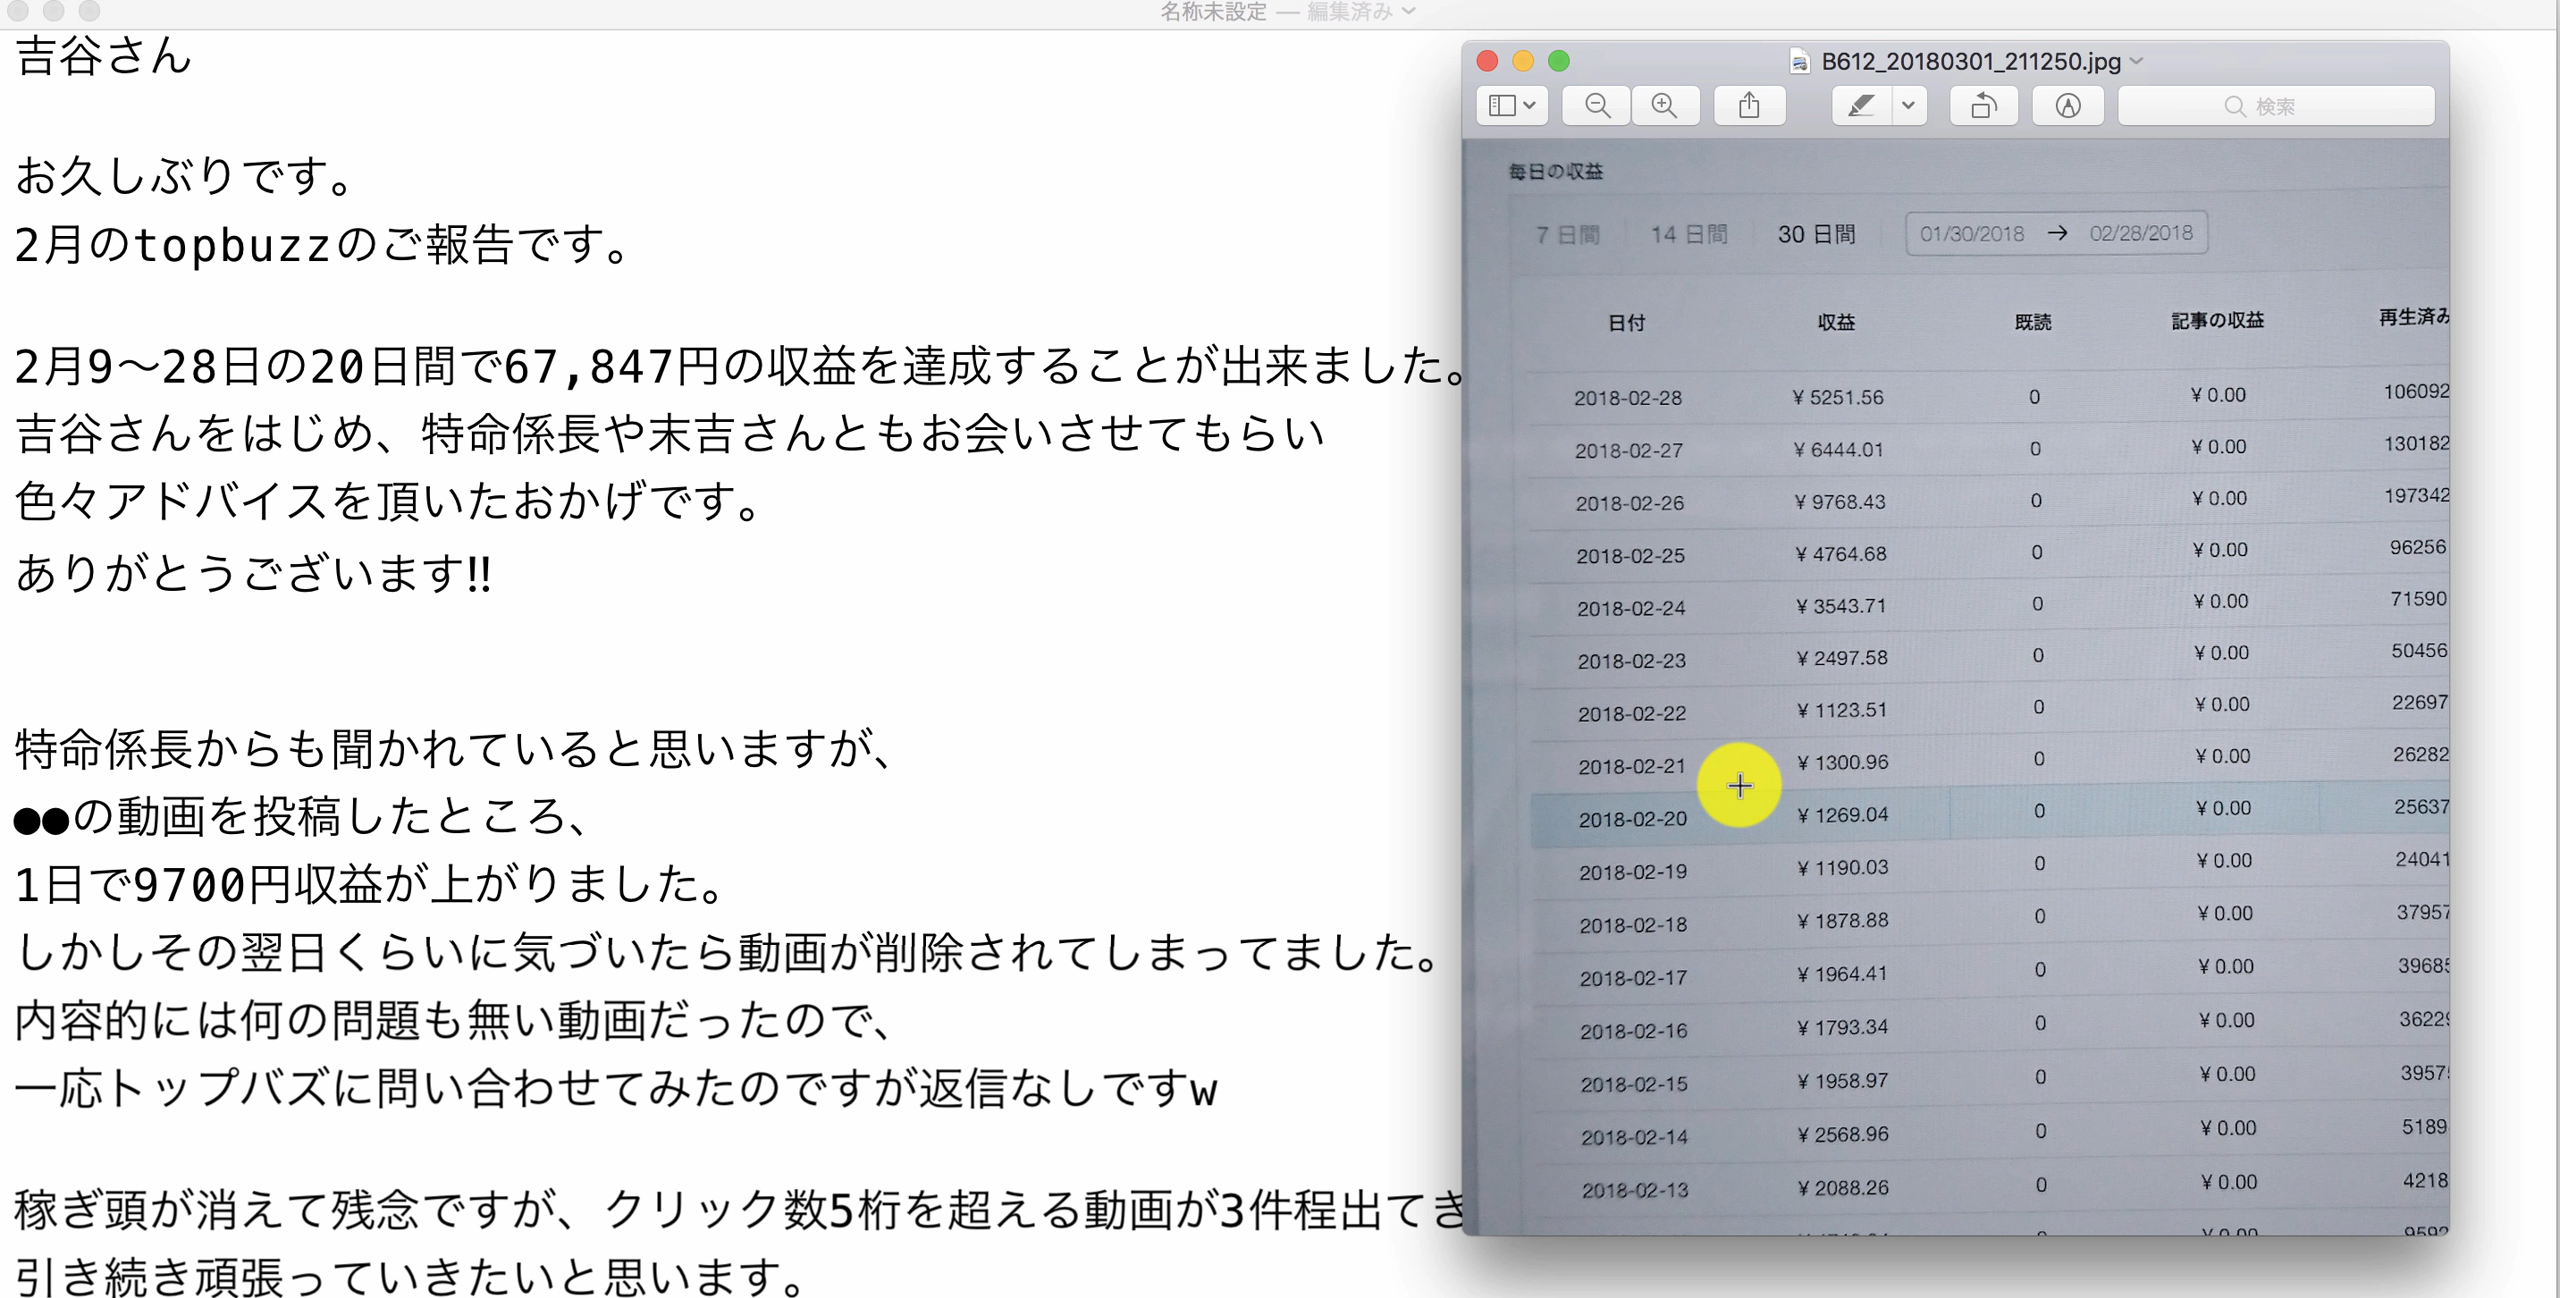 名称未設定 — 編集済み
吉谷さん
お久しぶりです。
2月のtopbuzzのご報告です。
2月9〜28日の20日間で67,847円の収益を達成することが出来ました。
吉谷さんをはじめ、特命係長や末吉さんともお会いさせてもらい
色々アドバイスを頂いたおかげです。
ありがとうございます!!
特命係長からも聞かれていると思いますが、
●●の動画を投稿したところ、
1日で9700円収益が上がりました。
しかしその翌日くらいに気づいたら動画が削除されてしまってました。
内容的には何の問題も無い動画だったので、
一応トップバズに問い合わせてみたのですが返信なしですw
稼ぎ頭が消えて残念ですが、クリック数5桁を超える動画が3件程出てき
引き続き頑張っていきたいと思います。
B612_20180301_211250.jpg
検索
毎日の収益
7 日間 14 日間 30 日間 01/30/2018 → 02/28/2018
日付 収益 既読 記事の収益 再生済み
2018-02-28 ¥ 5251.56 0 ¥ 0.00 106092
2018-02-27 ¥ 6444.01 0 ¥ 0.00 130182
2018-02-26 ¥ 9768.43 0 ¥ 0.00 197342
2018-02-25 ¥ 4764.68 0 ¥ 0.00 96256
2018-02-24 ¥ 3543.71 0 ¥ 0.00 71590
2018-02-23 ¥ 2497.58 0 ¥ 0.00 50456
2018-02-22 ¥ 1123.51 0 ¥ 0.00 22697
2018-02-21 ¥ 1300.96 0 ¥ 0.00 26282
2018-02-20 ¥ 1269.04 0 ¥ 0.00 25637
2018-02-19 ¥ 1190.03 0 ¥ 0.00 24041
2018-02-18 ¥ 1878.88 0 ¥ 0.00 37957
2018-02-17 ¥ 1964.41 0 ¥ 0.00 39685
2018-02-16 ¥ 1793.34 0 ¥ 0.00 36229
2018-02-15 ¥ 1958.97 0 ¥ 0.00 3957
2018-02-14 ¥ 2568.96 0 ¥ 0.00 5189
2018-02-13 ¥ 2088.26 0 ¥ 0.00 4218